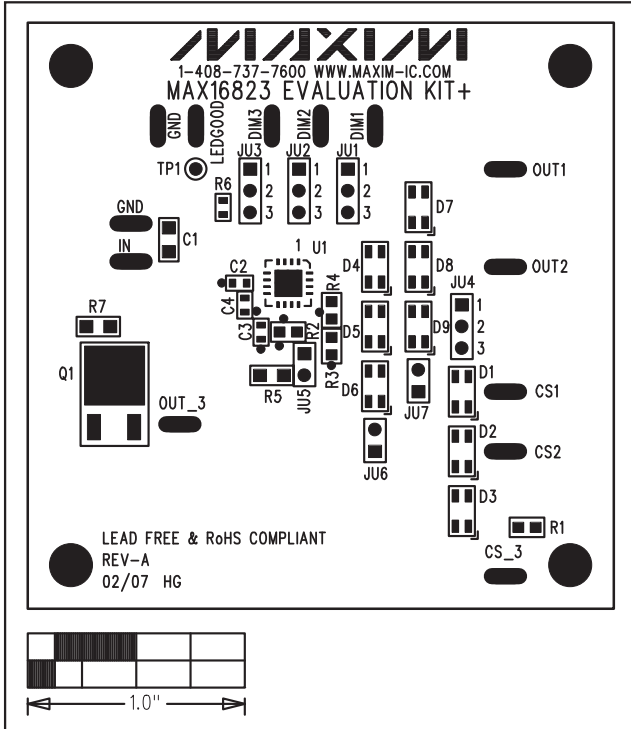 MAXIM
1-408-737-7600 WWW.MAXIM-IC.COM
MAX16823 EVALUATION KIT+
GND
LEDGOOD
DIM3
DIM2
DIM1
TP1
JU3
JU2
JU1
1
2
3
1
2
3
1
2
3
R6
OUT1
D7
GND
C1
IN
1 U1
D4
D8
OUT2
C2
C4
C3
R4
JU4
1
2
3
R7
R2
D5
D9
R3
Q1
R5
JU5
D6
JU7
D1
CS1
OUT_3
JU6
D2
CS2
D3
R1
LEAD FREE & RoHS COMPLIANT
REV-A
02/07 HG
CS_3
1.0"